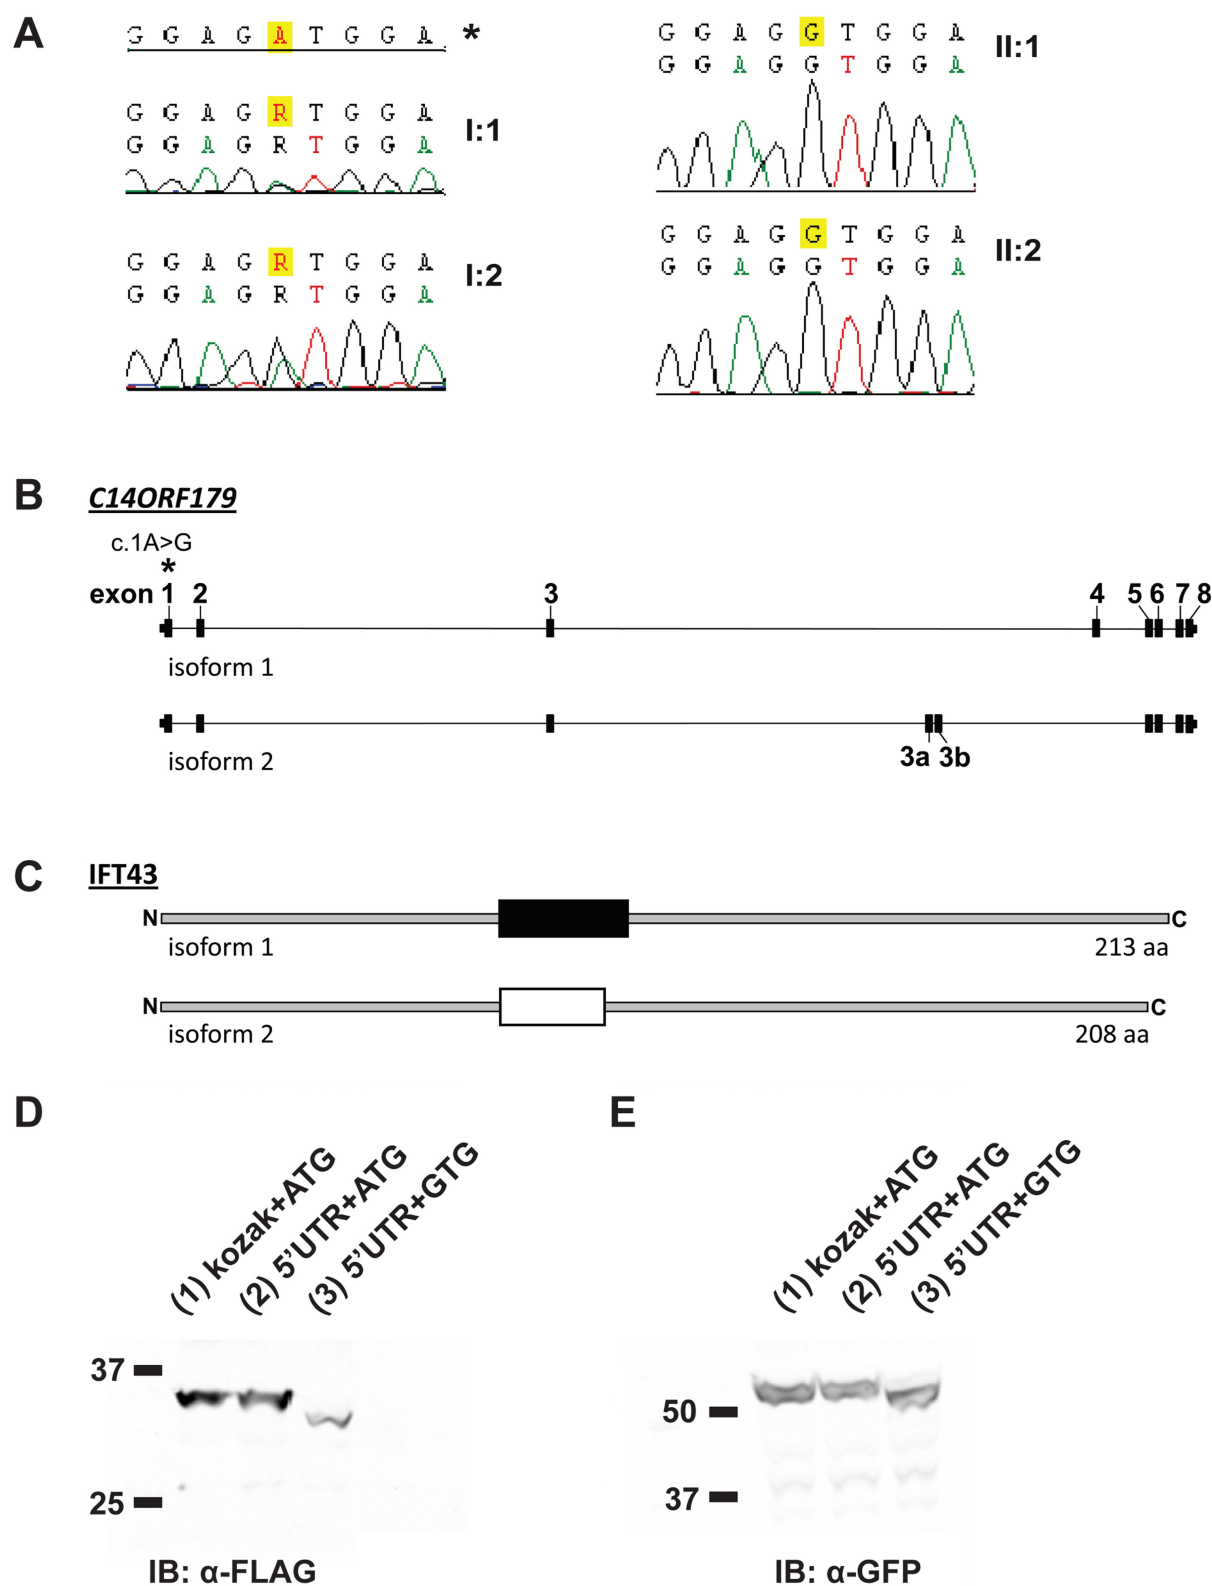 A
G G A G A T G G A *
G G A G R T G G A
G G A G R T G G A
I:1
G G A G R T G G A
G G A G R T G G A
I:2
G G A G G T G G A
G G A G G T G G A
II:1
G G A G G T G G A
G G A G G T G G A
II:2
B
C14ORF179
c.1A>G
*
exon 1 2 3 4 5 6 7 8
isoform 1
3a 3b
isoform 2
C
IFT43
N C
isoform 1 213 aa
N C
isoform 2 208 aa
D
(1) kozak+ATG
(2) 5'UTR+ATG
(3) 5'UTR+GTG
37
25
IB: α-FLAG
E
(1) kozak+ATG
(2) 5'UTR+ATG
(3) 5'UTR+GTG
50
37
IB: α-GFP